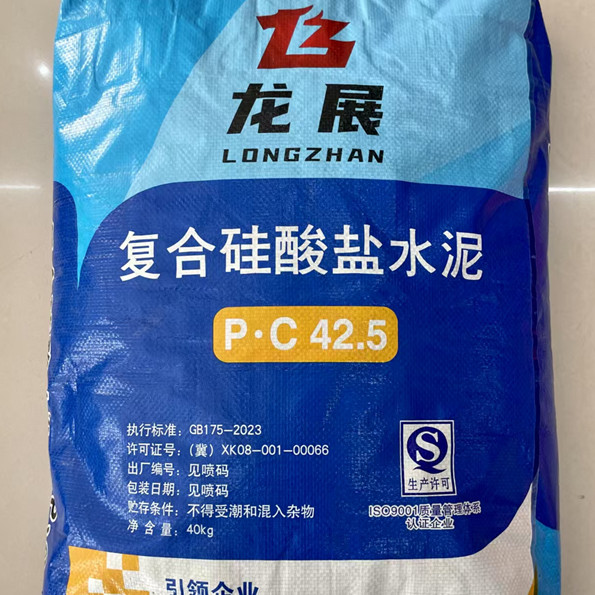 龙展
LONGZHAN
复合硅酸盐水泥
P·C 42.5
执行标准：GB175-2023
许可证号：(冀) XK08-001-00066
出厂编号：见喷码
包装日期：见喷码
贮存条件：不得受潮和混入杂物
净含量：40kg
生产许可
ISO9001质量管理体系
认证企业
引领企业